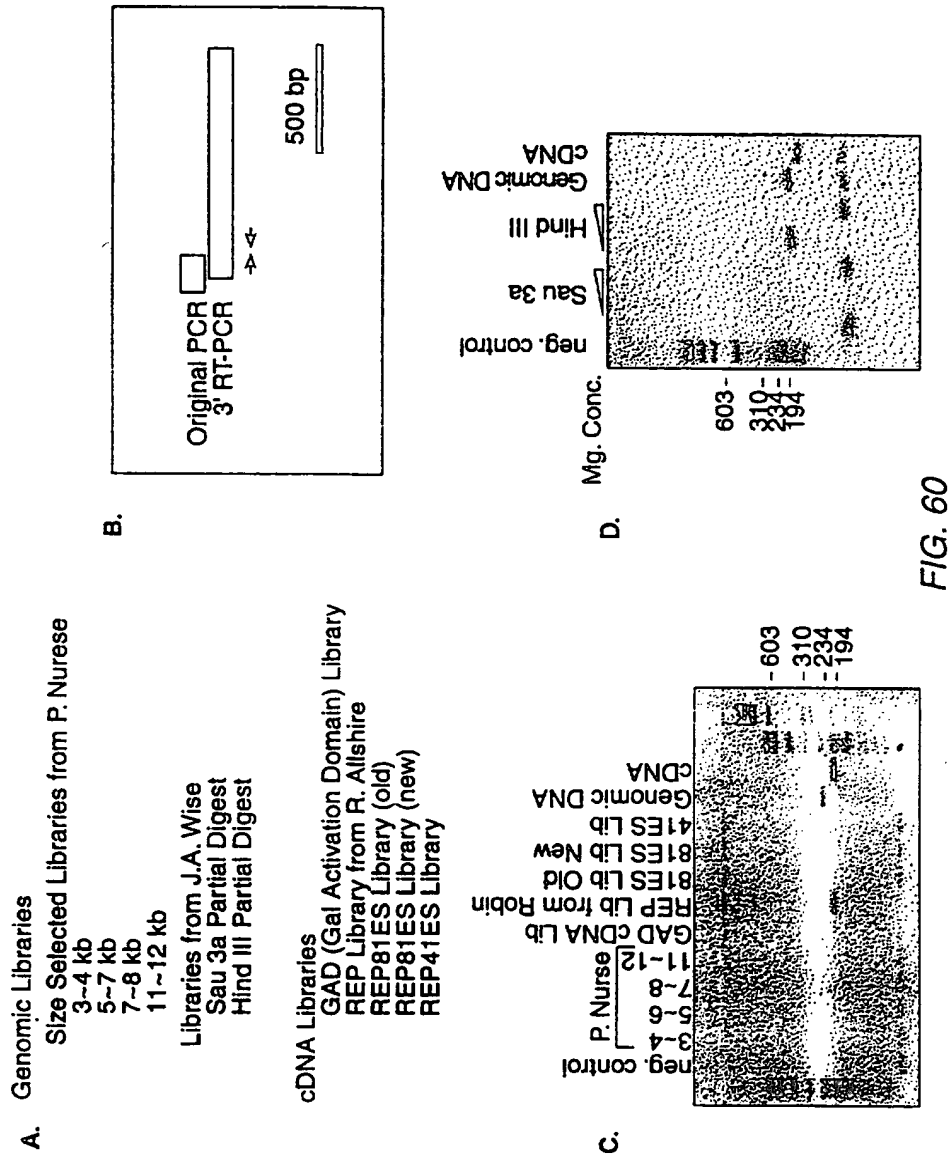 A. Genomic Libraries
Size Selected Libraries from P. Nurese
3~4 kb
5~7 kb
7~8 kb
11~12 kb
Libraries from J.A. Wise
Sau 3a Partial Digest
Hind III Partial Digest
cDNA Libraries
GAD (Gal Activation Domain) Library
REP Library from R. Allshire
REP81ES Library (old)
REP81ES Library (new)
REP41ES Library
B.
Original PCR
3' RT-PCR
500 bp
C.
neg. control
P. Nurse
3~4
5~6
7~8
11~12
GAD cDNA Lib
REP Lib from Robin
81ES Lib Old
81ES Lib New
41ES Lib
Genomic DNA
cDNA
- 603
- 310
- 234
- 194
D.
Mg. Conc.
neg. control
Sau 3a
Hind III
Genomic DNA
cDNA
603-
310-
234-
194-
FIG. 60